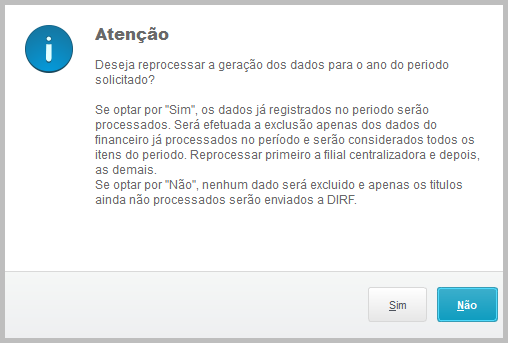 Atenção
Deseja reprocessar a geração dos dados para o ano do periodo
solicitado?
Se optar por "Sim", os dados já registrados no periodo serão
processados. Será efetuada a exclusão apenas dos dados do
financeiro já processados no período e serão considerados todos os
itens do periodo. Reprocessar primeiro a filial centralizadora e depois,
as demais.
Se optar por "Não", nenhum dado será excluido e apenas os titulos
ainda não processados serão enviados a DIRF.
Sim
Não